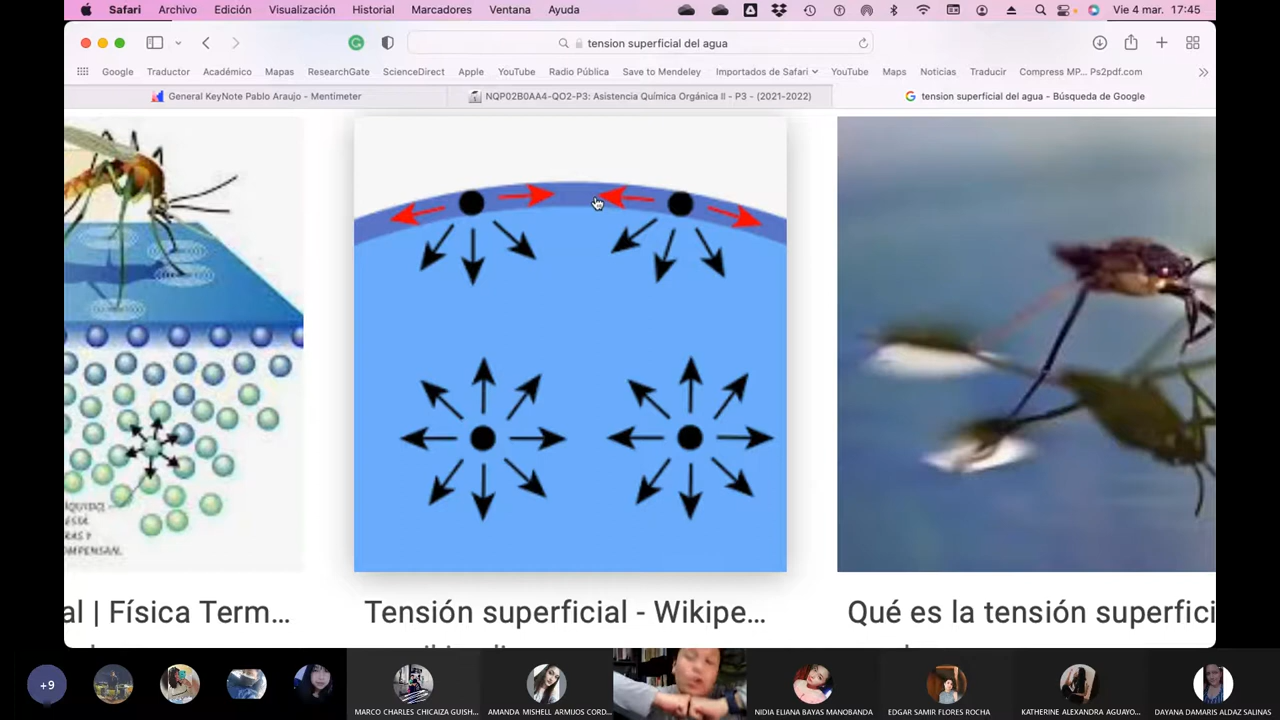 Safari Archivo Edición Visualización Historial Marcadores Ventana Ayuda Vie 4 mar. 17:45
tension superficial del agua
Google Traductor Académico Mapas ResearchGate ScienceDirect Apple YouTube Radio Pública Save to Mendeley Importados de Safari YouTube Maps Noticias Traducir Compress MP... Ps2pdf.com
General KeyNote Pablo Araujo - Mentimeter NQP02B0AA4-QO2-P3: Asistencia Química Orgánica II - P3 - (2021-2022) tension superficial del agua - Búsqueda de Google
al | Física Term... Tensión superficial - Wikipe... Qué es la tensión superfici
+9
MARCO CHARLES CHICAIZA GUISH... AMANDA MISHELL ARMIJOS CORD... NIDIA ELIANA BAYAS MANOBANDA EDGAR SAMIR FLORES ROCHA KATHERINE ALEXANDRA AGUAYO... DAYANA DAMARIS ALDAZ SALINAS